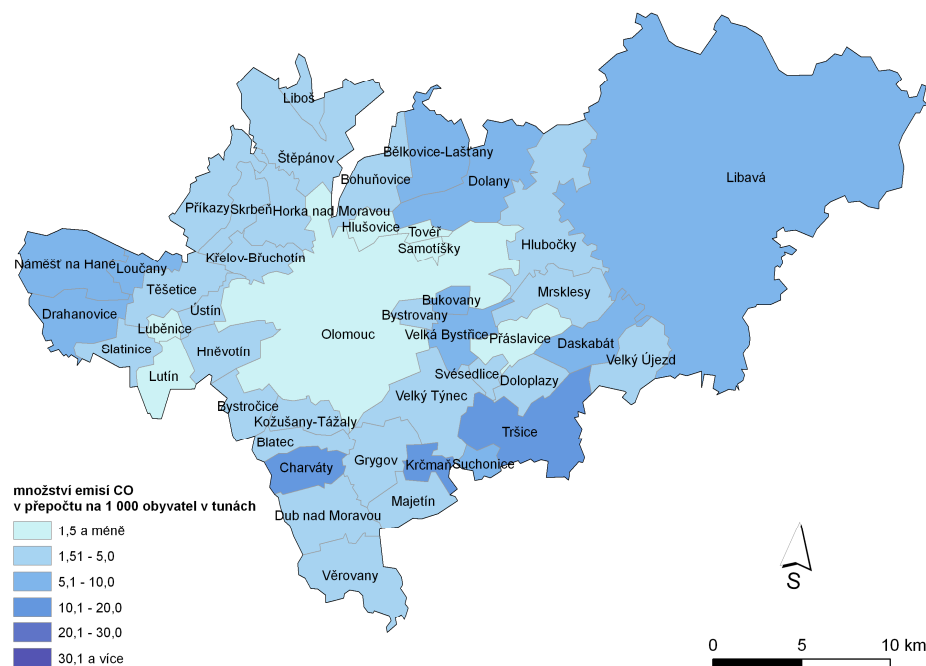 Liboš
Štěpánov
Bělkovice-Lašťany
Bohuňovice
Dolany
Libavá
Příkazy
Skrbeň
Horka nad Moravou
Hlušovice
Tovéř
Samotíšky
Hlubočky
Křelov-Břuchotín
Náměšť na Hané
Loučany
Těšetice
Mrsklesy
Bukovany
Drahanovice
Ústín
Bystrovany
Luběnice
Olomouc
Velká Bystřice
Přáslavice
Daskabát
Slatinice
Hněvotín
Velký Újezd
Lutín
Svésedlice
Doloplazy
Velký Týnec
Bystročice
Kožušany-Tážaly
Tršice
Blatec
Charváty
Grygov
Krčmaň
Suchonice
Majetín
Dub nad Moravou
Věrovany
množství emisí CO
v přepočtu na 1 000 obyvatel v tunách
1,5 a méně
1,51 - 5,0
5,1 - 10,0
10,1 - 20,0
20,1 - 30,0
30,1 a více
S
0 5 10 km